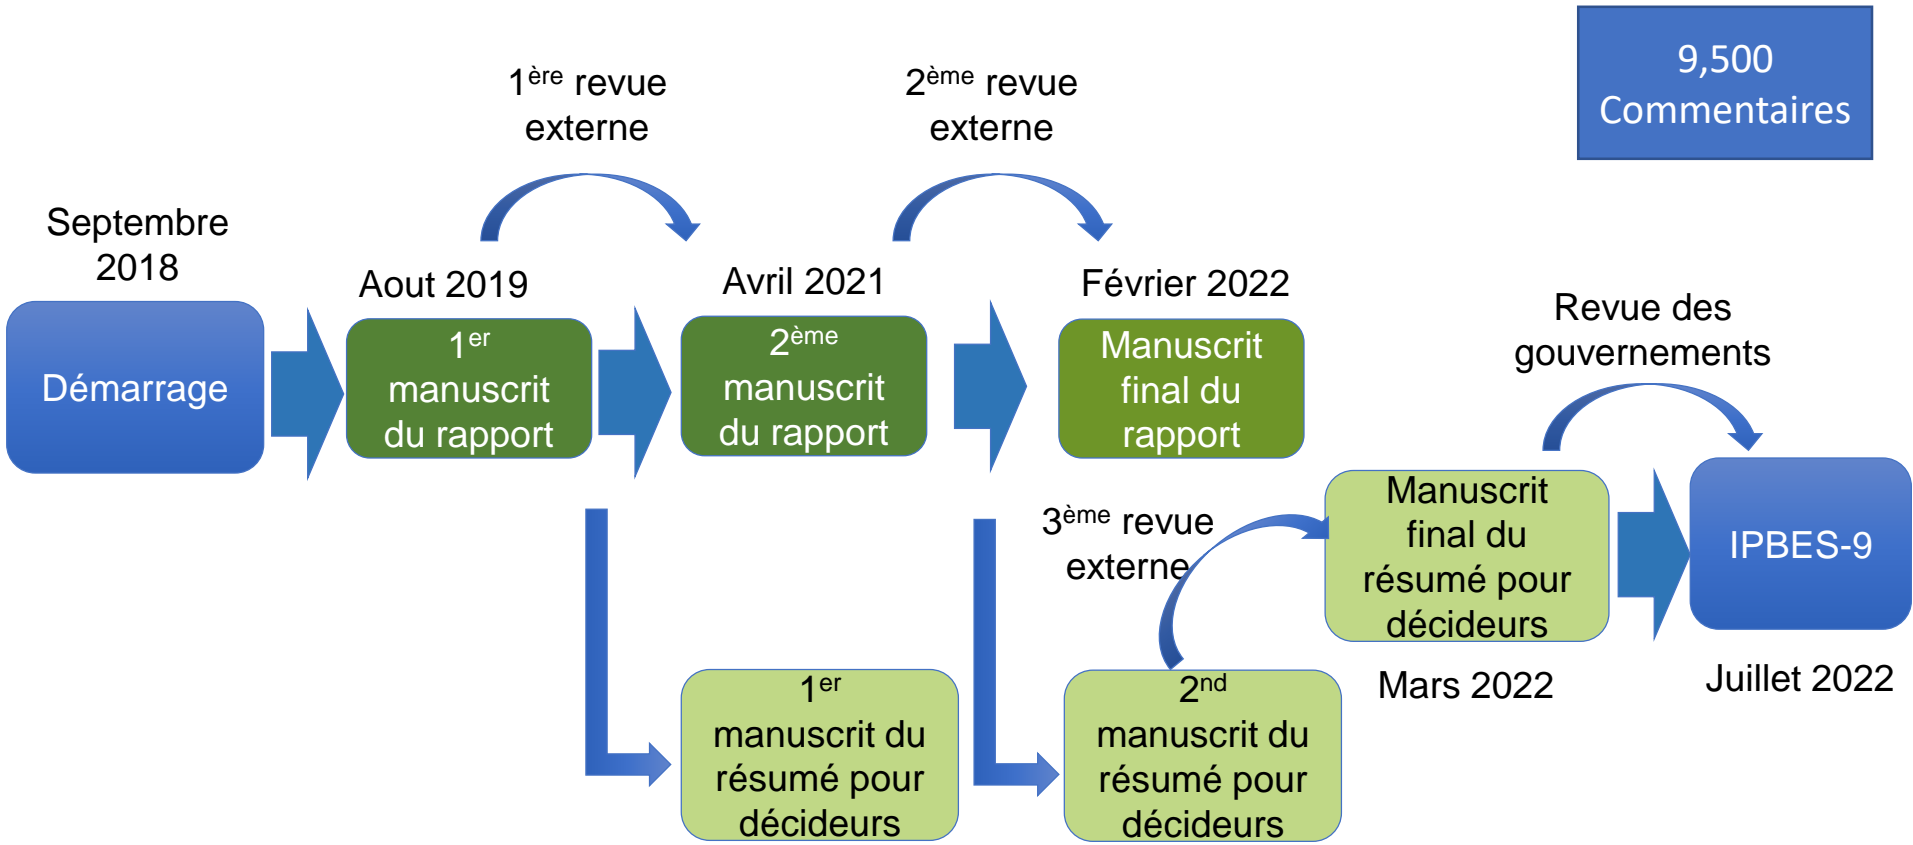 9,500
Commentaires
1ère revue
externe
2ème revue
externe
Septembre
2018
Aout 2019
Avril 2021
Février 2022
Revue des
gouvernements
Démarrage
1er
manuscrit
du rapport
2ème
manuscrit
du rapport
Manuscrit
final du
rapport
3ème revue
externe
Manuscrit
final du
résumé pour
décideurs
IPBES-9
Mars 2022
Juillet 2022
1er
manuscrit du
résumé pour
décideurs
2nd
manuscrit du
résumé pour
décideurs